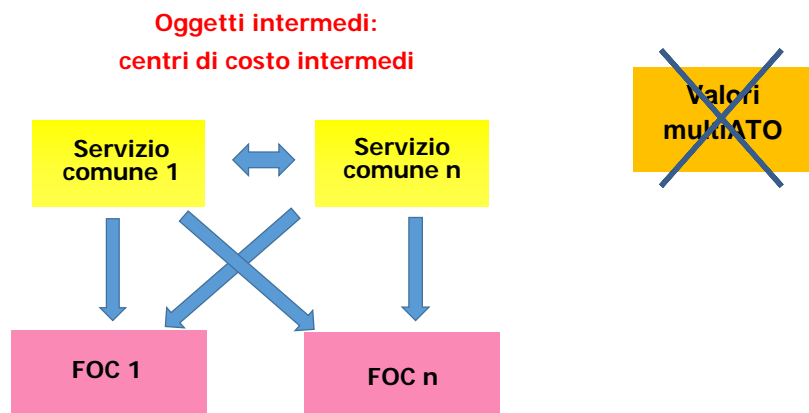 Oggetti intermedi:
centri di costo intermedi
Valori
multiATO
Servizio
comune 1
Servizio
comune n
FOC 1
FOC n